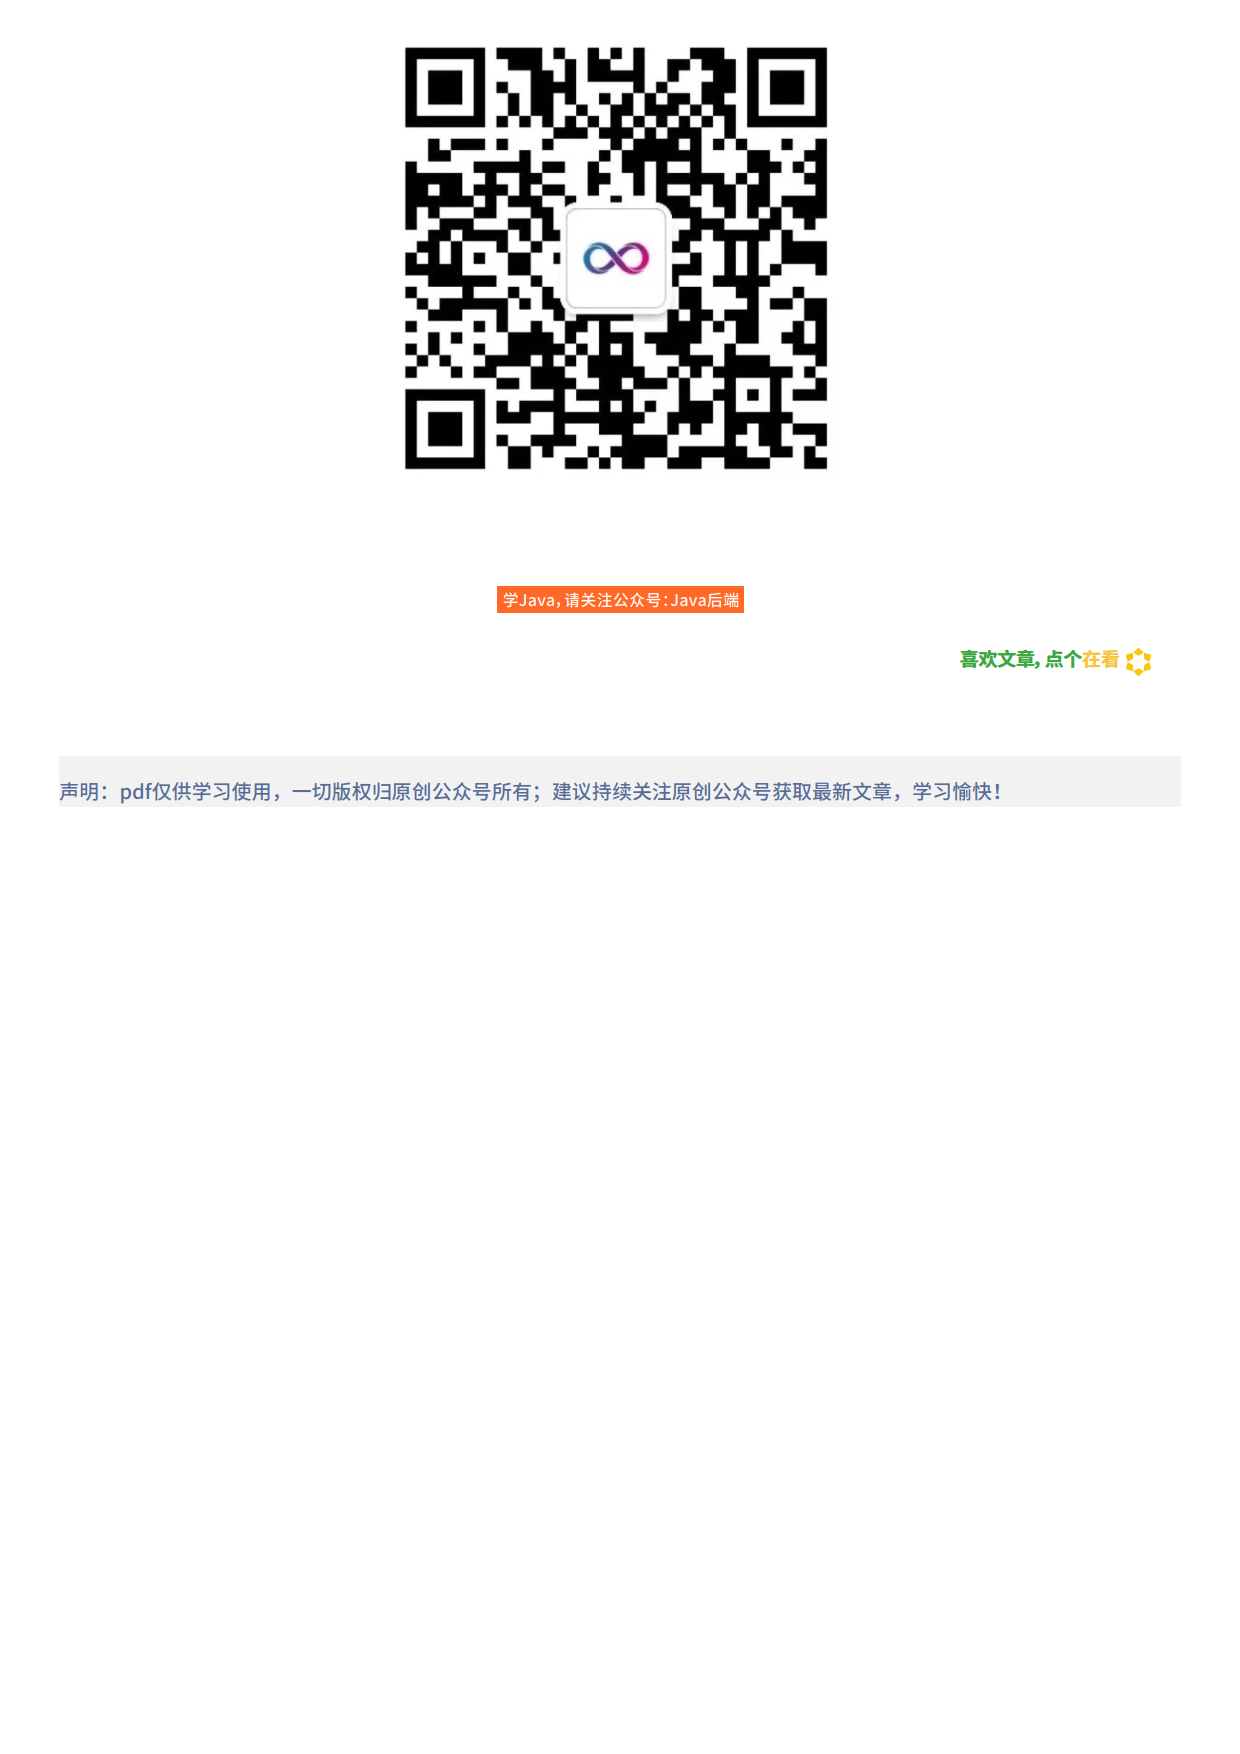 学Java，请关注公众号：Java后端
喜欢文章，点个在看
声明：pdf仅供学习使用，一切版权归原创公众号所有；建议持续关注原创公众号获取最新文章，学习愉快！